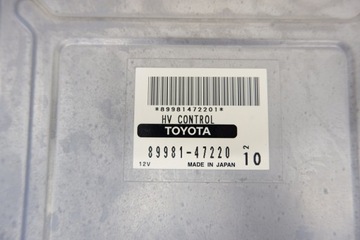 *89981472201*
HV CONTROL
TOYOTA
89981-47220
2
10
12V MADE IN JAPAN